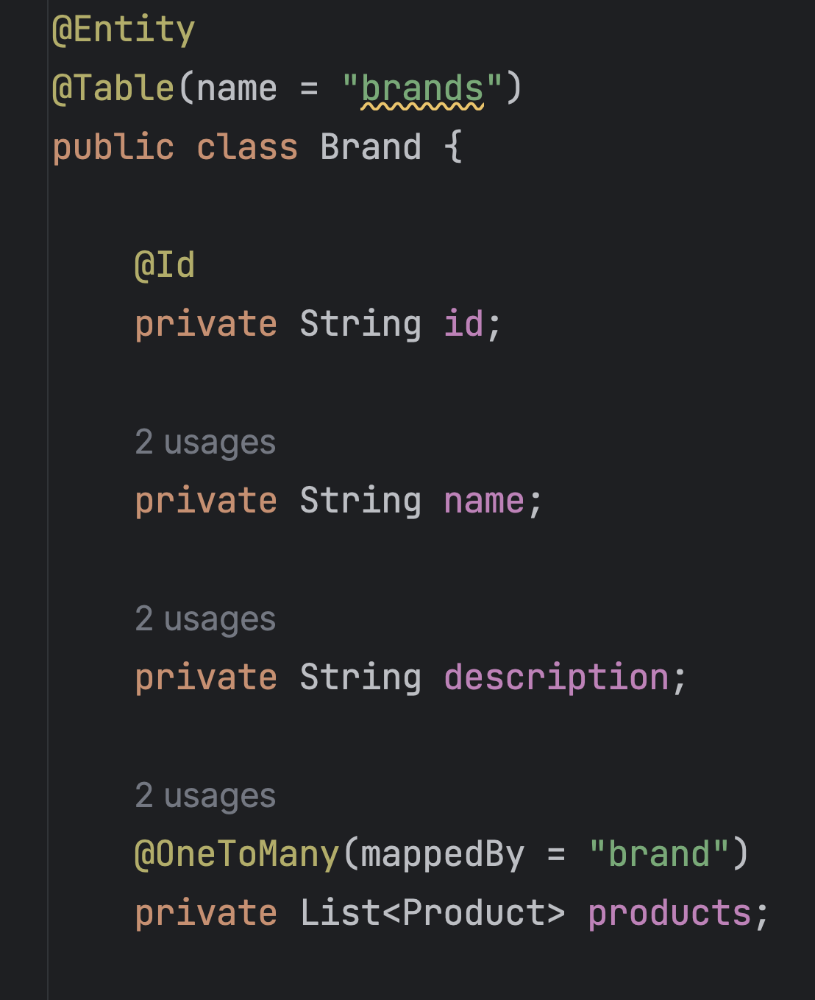 @Entity
@Table(name = "brands")
public class Brand {
@Id
private String id;
2 usages
private String name;
2 usages
private String description;
2 usages
@OneToMany(mappedBy = "brand")
private List<Product> products;